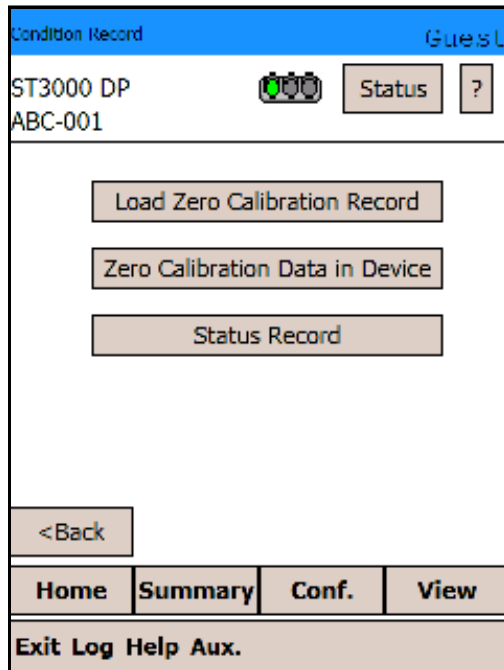 Condition Record Guest
ST3000 DP Status ?
ABC-001
Load Zero Calibration Record
Zero Calibration Data in Device
Status Record
<Back
Home Summary Conf. View
Exit Log Help Aux.